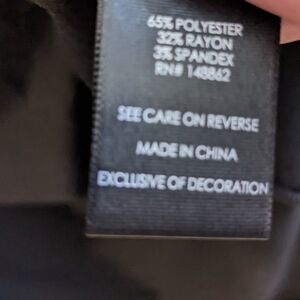 65% POLYESTER
32% RAYON
3% SPANDEX
RN# 148862
SEE CARE ON REVERSE
MADE IN CHINA
EXCLUSIVE OF DECORATION